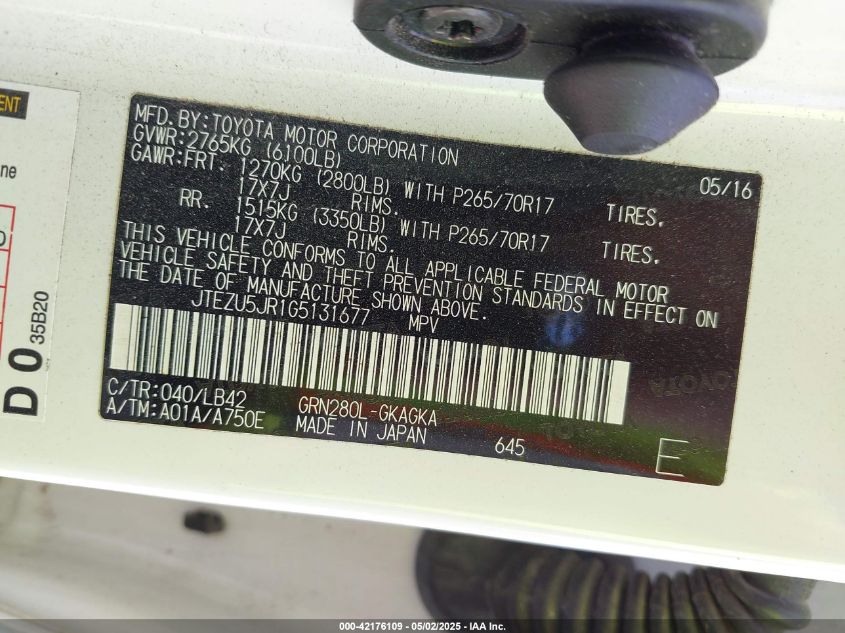 MFD. BY: TOYOTA MOTOR CORPORATION 05/16
GVWR: 2765KG (6100LB)
GAWR: FRT. 1270KG (2800LB) WITH P265/70R17 TIRES.
17X7J RIMS.
RR. 1515KG (3350LB) WITH P265/70R17 TIRES.
17X7J RIMS.
THIS VEHICLE CONFORMS TO ALL APPLICABLE FEDERAL MOTOR
VEHICLE SAFETY AND THEFT PREVENTION STANDARDS IN EFFECT ON
THE DATE OF MANUFACTURE SHOWN ABOVE.
JTEZU5JR1G5131677 MPV
C/TR: 040/LB42 GRN280L-GKAGKA
A/TM: A01A/A750E MADE IN JAPAN 645 E
D 0 35B20
000-42176109 - 05/02/2025 - IAA Inc.